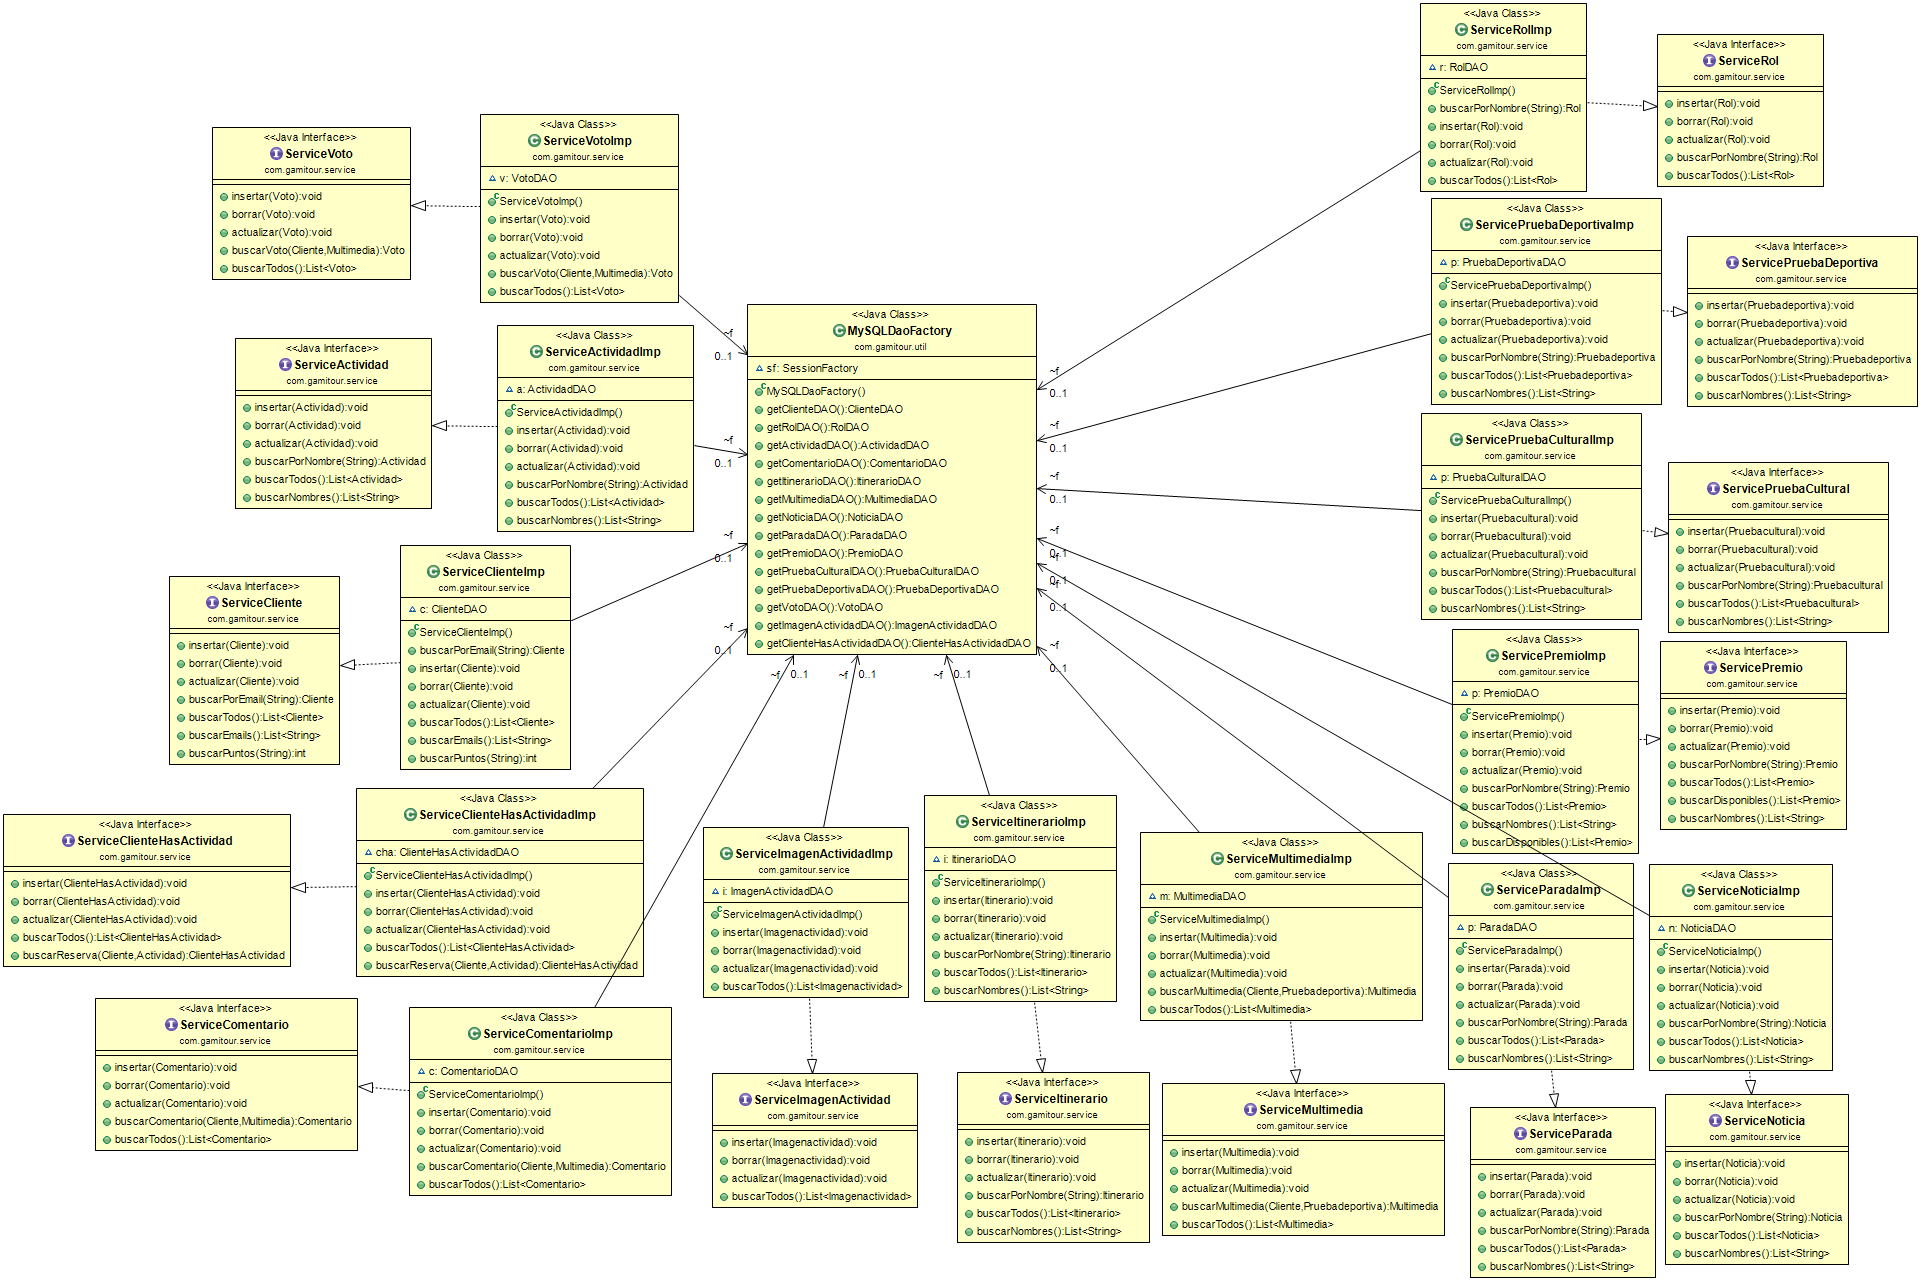 <<Java Class>>
ServiceRolImp
com.gamitour.service
r: RolDAO
ServiceRolImp()
buscarPorNombre(String):Rol
insertar(Rol):void
borrar(Rol):void
actualizar(Rol):void
buscarTodos():List<Rol>
<<Java Interface>>
ServiceRol
com.gamitour.service
insertar(Rol):void
borrar(Rol):void
actualizar(Rol):void
buscarPorNombre(String):Rol
buscarTodos():List<Rol>
<<Java Interface>>
ServiceVoto
com.gamitour.service
insertar(Voto):void
borrar(Voto):void
actualizar(Voto):void
buscarVoto(Cliente,Multimedia):Voto
buscarTodos():List<Voto>
<<Java Class>>
ServiceVotoImp
com.gamitour.service
v: VotoDAO
ServiceVotoImp()
insertar(Voto):void
borrar(Voto):void
actualizar(Voto):void
buscarVoto(Cliente,Multimedia):Voto
buscarTodos():List<Voto>
<<Java Class>>
ServicePruebaDeportivaImp
com.gamitour.service
p: PruebaDeportivaDAO
ServicePruebaDeportivaImp()
insertar(Pruebadeportiva):void
borrar(Pruebadeportiva):void
actualizar(Pruebadeportiva):void
buscarPorNombre(String):Pruebadeportiva
buscarTodos():List<Pruebadeportiva>
buscarNombres():List<String>
<<Java Interface>>
ServicePruebaDeportiva
com.gamitour.service
insertar(Pruebadeportiva):void
borrar(Pruebadeportiva):void
actualizar(Pruebadeportiva):void
buscarPorNombre(String):Pruebadeportiva
buscarTodos():List<Pruebadeportiva>
buscarNombres():List<String>
<<Java Class>>
MySQLDaoFactory
com.gamitour.util
sf: SessionFactory
MySQLDaoFactory()
getClienteDAO():ClienteDAO
getRolDAO():RolDAO
getActividadDAO():ActividadDAO
getComentarioDAO():ComentarioDAO
getItinerarioDAO():ItinerarioDAO
getMultimediaDAO():MultimediaDAO
getNoticiaDAO():NoticiaDAO
getParadaDAO():ParadaDAO
getPremioDAO():PremioDAO
getPruebaCulturalDAO():PruebaCulturalDAO
getPruebaDeportivaDAO():PruebaDeportivaDAO
getVotoDAO():VotoDAO
getImagenActividadDAO():ImagenActividadDAO
getClienteHasActividadDAO():ClienteHasActividadDAO
~f
0..1
~f
0..1
~f
0..1
~f
0..1
~f
0..1
~f
0..1
~f
0..1
~f
0..1
~f
0..1
~f
0..1
~f
0..1
~f 0..1
~f 0..1
~f 0..1
<<Java Interface>>
ServiceActividad
com.gamitour.service
insertar(Actividad):void
borrar(Actividad):void
actualizar(Actividad):void
buscarPorNombre(String):Actividad
buscarTodos():List<Actividad>
buscarNombres():List<String>
<<Java Class>>
ServiceActividadImp
com.gamitour.service
a: ActividadDAO
ServiceActividadImp()
insertar(Actividad):void
borrar(Actividad):void
actualizar(Actividad):void
buscarPorNombre(String):Actividad
buscarTodos():List<Actividad>
buscarNombres():List<String>
<<Java Class>>
ServicePruebaCulturalImp
com.gamitour.service
p: PruebaCulturalDAO
ServicePruebaCulturalImp()
insertar(Pruebacultural):void
borrar(Pruebacultural):void
actualizar(Pruebacultural):void
buscarPorNombre(String):Pruebacultural
buscarTodos():List<Pruebacultural>
buscarNombres():List<String>
<<Java Interface>>
ServicePruebaCultural
com.gamitour.service
insertar(Pruebacultural):void
borrar(Pruebacultural):void
actualizar(Pruebacultural):void
buscarPorNombre(String):Pruebacultural
buscarTodos():List<Pruebacultural>
buscarNombres():List<String>
<<Java Interface>>
ServiceCliente
com.gamitour.service
insertar(Cliente):void
borrar(Cliente):void
actualizar(Cliente):void
buscarPorEmail(String):Cliente
buscarTodos():List<Cliente>
buscarEmails():List<String>
buscarPuntos(String):int
<<Java Class>>
ServiceClienteImp
com.gamitour.service
c: ClienteDAO
ServiceClienteImp()
buscarPorEmail(String):Cliente
insertar(Cliente):void
borrar(Cliente):void
actualizar(Cliente):void
buscarTodos():List<Cliente>
buscarEmails():List<String>
buscarPuntos(String):int
<<Java Class>>
ServicePremioImp
com.gamitour.service
p: PremioDAO
ServicePremioImp()
insertar(Premio):void
borrar(Premio):void
actualizar(Premio):void
buscarPorNombre(String):Premio
buscarTodos():List<Premio>
buscarNombres():List<String>
buscarDisponibles():List<Premio>
<<Java Interface>>
ServicePremio
com.gamitour.service
insertar(Premio):void
borrar(Premio):void
actualizar(Premio):void
buscarPorNombre(String):Premio
buscarTodos():List<Premio>
buscarDisponibles():List<Premio>
buscarNombres():List<String>
<<Java Interface>>
ServiceClienteHasActividad
com.gamitour.service
insertar(ClienteHasActividad):void
borrar(ClienteHasActividad):void
actualizar(ClienteHasActividad):void
buscarTodos():List<ClienteHasActividad>
buscarReserva(Cliente,Actividad):ClienteHasActividad
<<Java Class>>
ServiceClienteHasActividadImp
com.gamitour.service
cha: ClienteHasActividadDAO
ServiceClienteHasActividadImp()
insertar(ClienteHasActividad):void
borrar(ClienteHasActividad):void
actualizar(ClienteHasActividad):void
buscarTodos():List<ClienteHasActividad>
buscarReserva(Cliente,Actividad):ClienteHasActividad
<<Java Class>>
ServiceImagenActividadImp
com.gamitour.service
i: ImagenActividadDAO
ServiceImagenActividadImp()
insertar(Imagenactividad):void
borrar(Imagenactividad):void
actualizar(Imagenactividad):void
buscarTodos():List<Imagenactividad>
<<Java Class>>
ServiceItinerarioImp
com.gamitour.service
i: ItinerarioDAO
ServiceItinerarioImp()
insertar(Itinerario):void
borrar(Itinerario):void
actualizar(Itinerario):void
buscarPorNombre(String):Itinerario
buscarTodos():List<Itinerario>
buscarNombres():List<String>
<<Java Class>>
ServiceMultimediaImp
com.gamitour.service
m: MultimediaDAO
ServiceMultimediaImp()
insertar(Multimedia):void
borrar(Multimedia):void
actualizar(Multimedia):void
buscarMultimedia(Cliente,Pruebadeportiva):Multimedia
buscarTodos():List<Multimedia>
<<Java Class>>
ServiceParadaImp
com.gamitour.service
p: ParadaDAO
ServiceParadaImp()
insertar(Parada):void
borrar(Parada):void
actualizar(Parada):void
buscarPorNombre(String):Parada
buscarTodos():List<Parada>
buscarNombres():List<String>
<<Java Class>>
ServiceNoticiaImp
com.gamitour.service
n: NoticiaDAO
ServiceNoticiaImp()
insertar(Noticia):void
borrar(Noticia):void
actualizar(Noticia):void
buscarPorNombre(String):Noticia
buscarTodos():List<Noticia>
buscarNombres():List<String>
<<Java Interface>>
ServiceComentario
com.gamitour.service
insertar(Comentario):void
borrar(Comentario):void
actualizar(Comentario):void
buscarComentario(Cliente,Multimedia):Comentario
buscarTodos():List<Comentario>
<<Java Class>>
ServiceComentarioImp
com.gamitour.service
c: ComentarioDAO
ServiceComentarioImp()
insertar(Comentario):void
borrar(Comentario):void
actualizar(Comentario):void
buscarComentario(Cliente,Multimedia):Comentario
buscarTodos():List<Comentario>
<<Java Interface>>
ServiceImagenActividad
com.gamitour.service
insertar(Imagenactividad):void
borrar(Imagenactividad):void
actualizar(Imagenactividad):void
buscarTodos():List<Imagenactividad>
<<Java Interface>>
ServiceItinerario
com.gamitour.service
insertar(Itinerario):void
borrar(Itinerario):void
actualizar(Itinerario):void
buscarPorNombre(String):Itinerario
buscarTodos():List<Itinerario>
buscarNombres():List<String>
<<Java Interface>>
ServiceMultimedia
com.gamitour.service
insertar(Multimedia):void
borrar(Multimedia):void
actualizar(Multimedia):void
buscarMultimedia(Cliente,Pruebadeportiva):Multimedia
buscarTodos():List<Multimedia>
<<Java Interface>>
ServiceParada
com.gamitour.service
insertar(Parada):void
borrar(Parada):void
actualizar(Parada):void
buscarPorNombre(String):Parada
buscarTodos():List<Parada>
buscarNombres():List<String>
<<Java Interface>>
ServiceNoticia
com.gamitour.service
insertar(Noticia):void
borrar(Noticia):void
actualizar(Noticia):void
buscarPorNombre(String):Noticia
buscarTodos():List<Noticia>
buscarNombres():List<String>